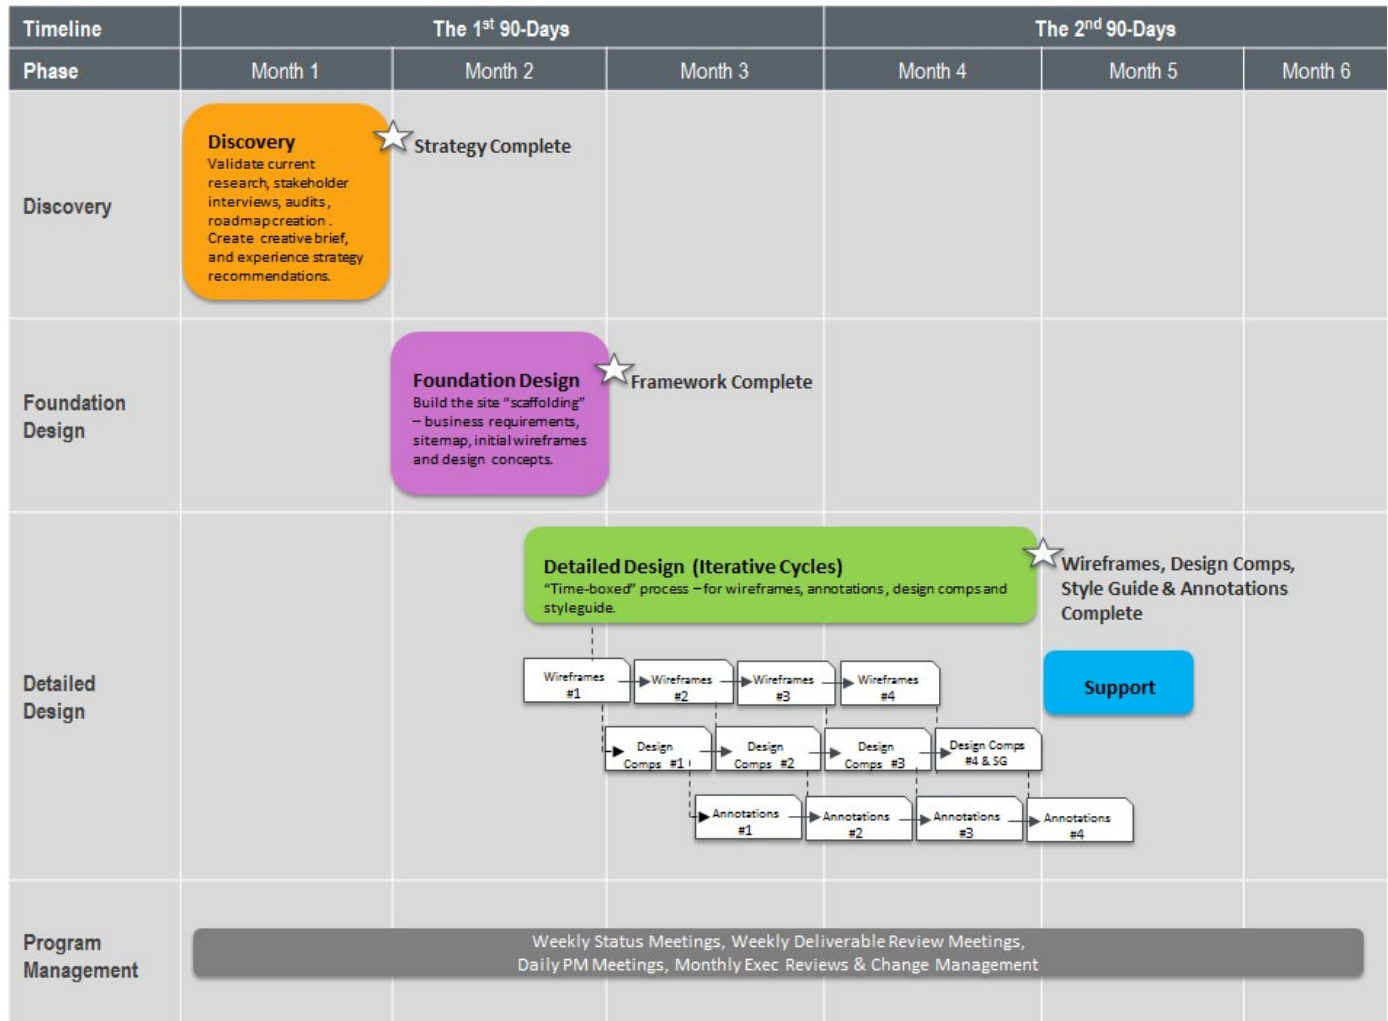 Timeline
The 1st 90-Days
The 2nd 90-Days
Phase
Month 1
Month 2
Month 3
Month 4
Month 5
Month 6
Discovery
Discovery
Validate current
research, stakeholder
interviews, audits,
roadmap creation .
Create creative brief,
and experience strategy
recommendations.
Strategy Complete
Foundation
Design
Foundation Design
Build the site “scaffolding”
– business requirements,
sitemap, initial wireframes
and design concepts.
Framework Complete
Detailed
Design
Detailed Design (Iterative Cycles)
“Time-boxed” process – for wireframes, annotations , design comps and
styleguide.
Wireframes, Design Comps,
Style Guide & Annotations
Complete
Wireframes
#1
Wireframes
#2
Wireframes
#3
Wireframes
#4
Support
Design
Comps #1
Design
Comps #2
Design
Comps #3
Design Comps
#4 & SG
Annotations
#1
Annotations
#2
Annotations
#3
Annotations
#4
Program
Management
Weekly Status Meetings, Weekly Deliverable Review Meetings,
Daily PM Meetings, Monthly Exec Reviews & Change Management